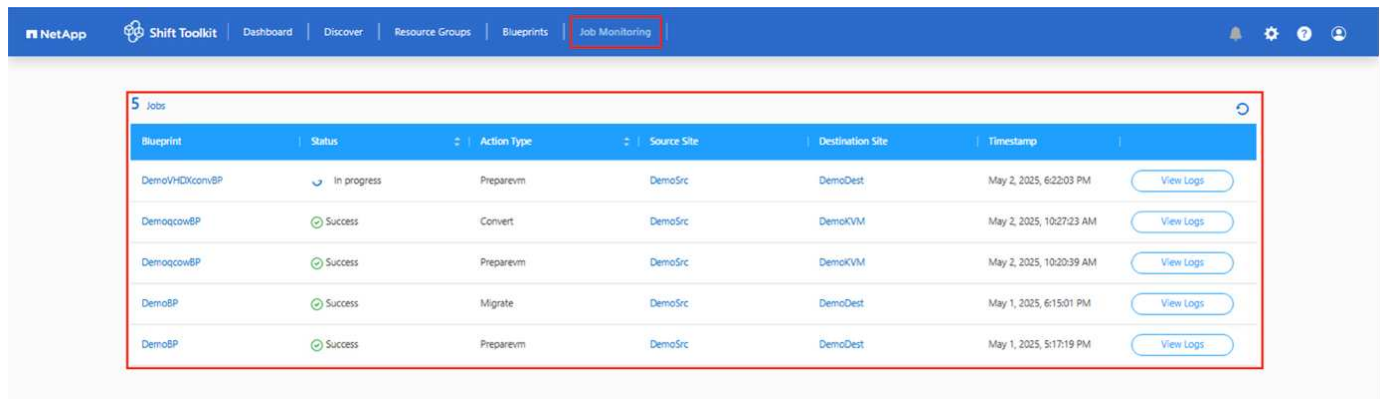 NetApp Shift Toolkit Dashboard Discover Resource Groups Blueprints Job Monitoring
5 Jobs
Blueprint Status Action Type Source Site Destination Site Timestamp
DemoVHDXconvBP In progress Preparevm DemoSrc DemoDest May 2, 2025, 6:22:03 PM View Logs
DemoqcowBP Success Convert DemoSrc DemoKVM May 2, 2025, 10:27:23 AM View Logs
DemoqcowBP Success Preparevm DemoSrc DemoKVM May 2, 2025, 10:20:39 AM View Logs
DemoBP Success Migrate DemoSrc DemoDest May 1, 2025, 6:15:01 PM View Logs
DemoBP Success Preparevm DemoSrc DemoDest May 1, 2025, 5:17:19 PM View Logs